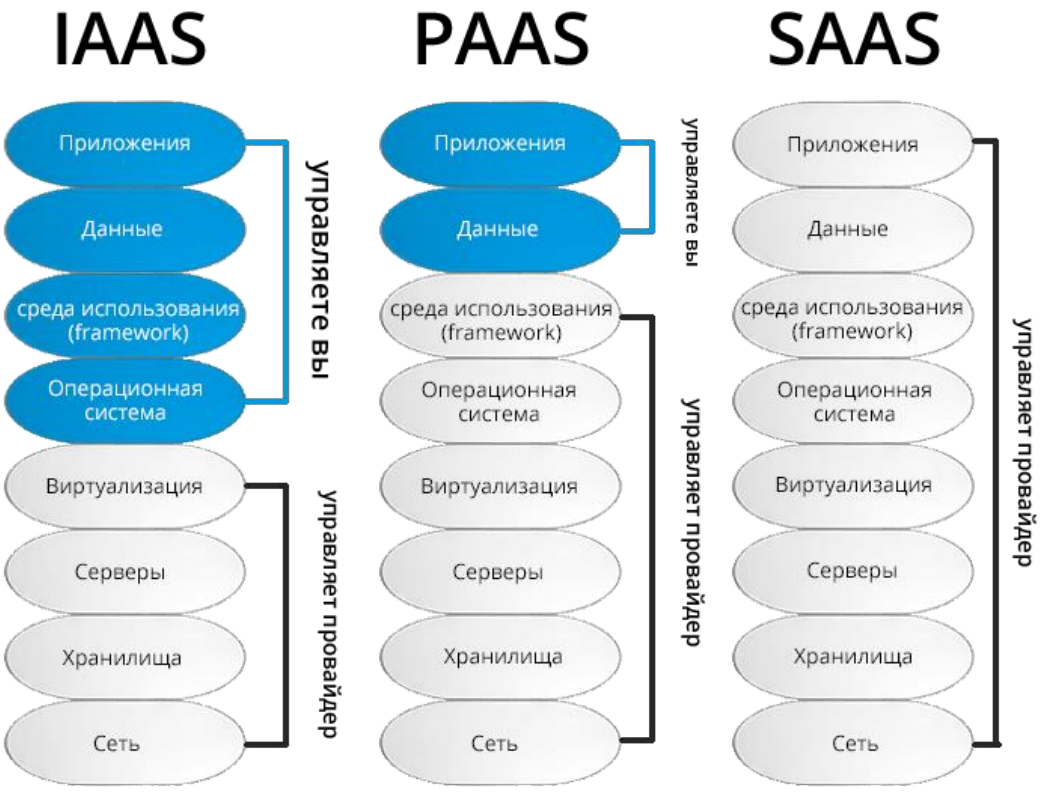 IAAS
Приложения
Данные
среда использования
(framework)
Операционная
система
Виртуализация
Серверы
Хранилища
Сеть
управляете вы
управляет провайдер
PAAS
Приложения
Данные
среда использования
(framework)
Операционная
система
Виртуализация
Серверы
Хранилища
Сеть
управляете вы
управляет провайдер
SAAS
Приложения
Данные
среда использования
(framework)
Операционная
система
Виртуализация
Серверы
Хранилища
Сеть
управляет провайдер